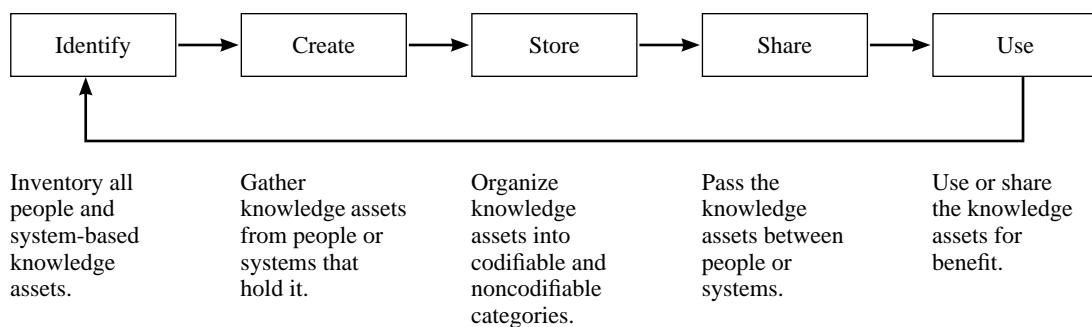 Identify
Create
Store
Share
Use
Inventory all
people and
system-based
knowledge
assets.
Gather
knowledge assets
from people or
systems that
hold it.
Organize
knowledge
assets into
codifiable and
noncodifiable
categories.
Pass the
knowledge
assets between
people or
systems.
Use or share
the knowledge
assets for
benefit.